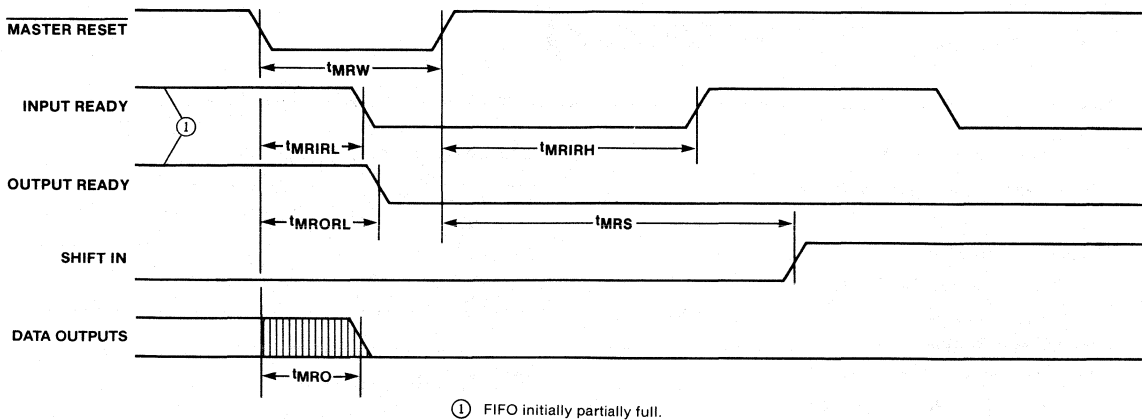 MASTER RESET
tMRW
INPUT READY
1
tMRIRL
tMRIRH
OUTPUT READY
tMRORL
tMRS
SHIFT IN
DATA OUTPUTS
tMRO
1 FIFO initially partially full.